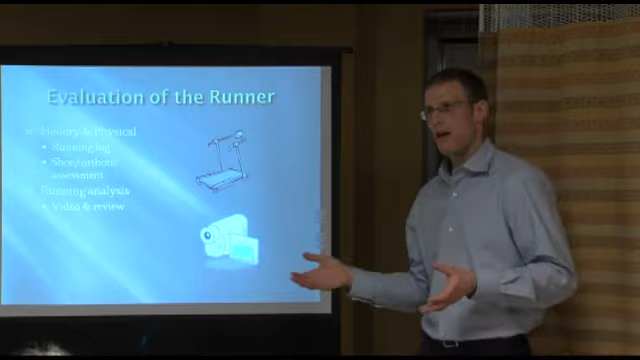 Evaluation of the Runner
History & Physical
Running log
Shoe/orthotic
assessment
Running analysis
Video & review